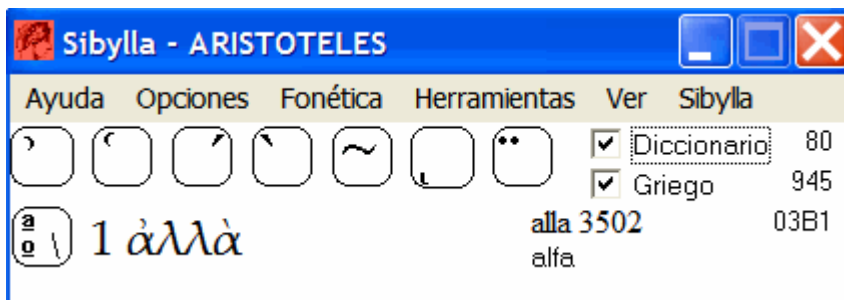 Sibylla - ARISTOTELES
Ayuda Opciones Fonética Herramientas Ver Sibylla
Diccionario 80
Griego 945
a
o \ 1 ἀλλὰ alla 3502 03B1
alfa